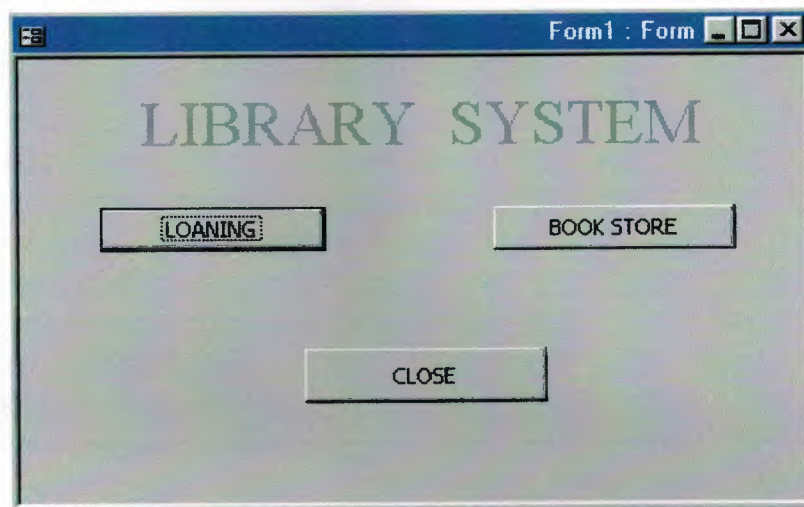 Form1 : Form
LIBRARY SYSTEM
LOANING
BOOK STORE
CLOSE